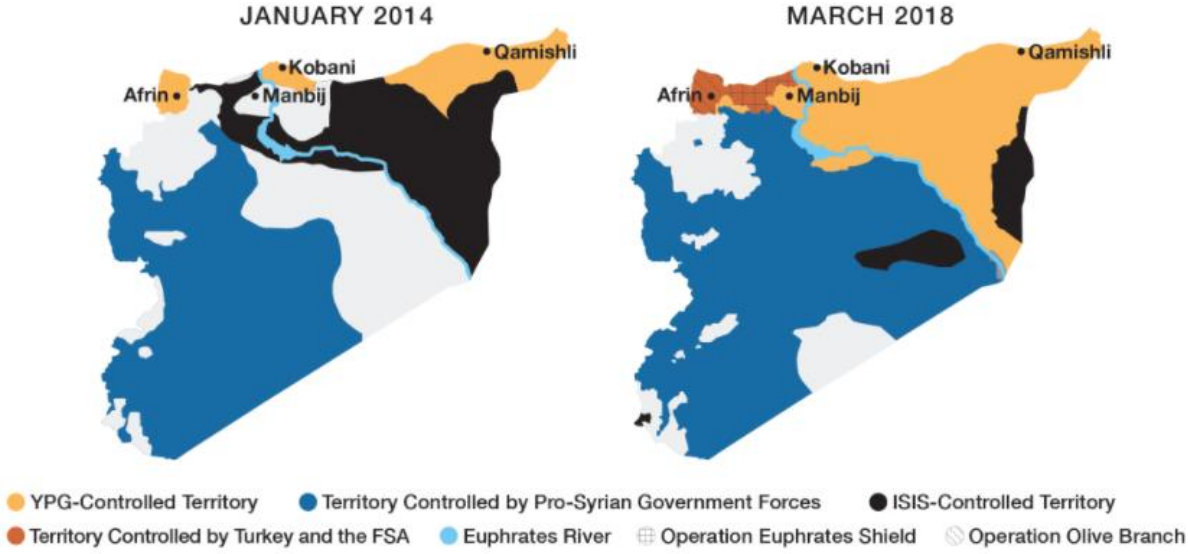 JANUARY 2014
MARCH 2018
Qamishli
Kobani
Afrin
Manbij
Qamishli
Kobani
Afrin
Manbij
YPG-Controlled Territory
Territory Controlled by Pro-Syrian Government Forces
ISIS-Controlled Territory
Territory Controlled by Turkey and the FSA
Euphrates River
Operation Euphrates Shield
Operation Olive Branch